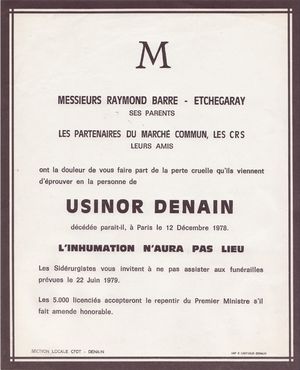 M
MESSIEURS RAYMOND BARRE - ETCHEGARAY
SES PARENTS
LES PARTENAIRES DU MARCHÉ COMMUN, LES CRS
LEURS AMIS
ont la douleur de vous faire part de la perte cruelle qu'ils viennent
d'éprouver en la personne de
USINOR DENAIN
décédée parait-il, à Paris le 12 Décembre 1978.
L'INHUMATION N'AURA PAS LIEU
Les Sidérurgistes vous invitent à ne pas assister aux funérailles
prévues le 22 Juin 1979.
Les 5.000 licenciés accepteront le repentir du Premier Ministre s'il
fait amende honorable.
SECTION LOCALE CFDT - DENAIN